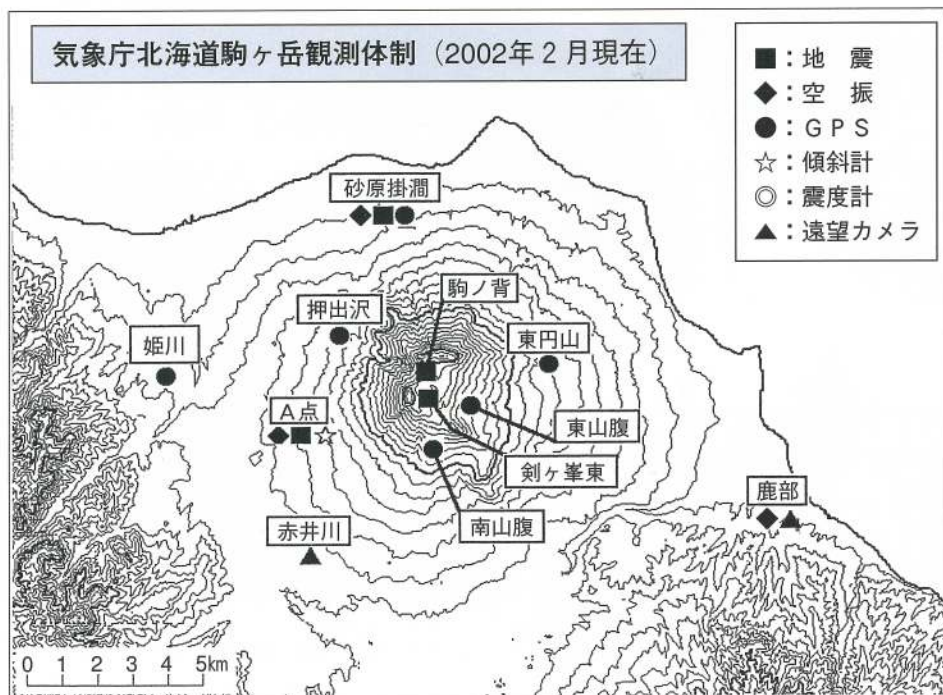 気象庁北海道駒ヶ岳観測体制（2002年2月現在）
■：地　震
◆：空　振
●：ＧＰＳ
☆：傾斜計
◎：震度計
▲：遠望カメラ
砂原掛澗
駒ノ背
押出沢
東円山
姫川
Ａ点
東山腹
剣ヶ峯東
鹿部
赤井川
南山腹
0 1 2 3 4 5km